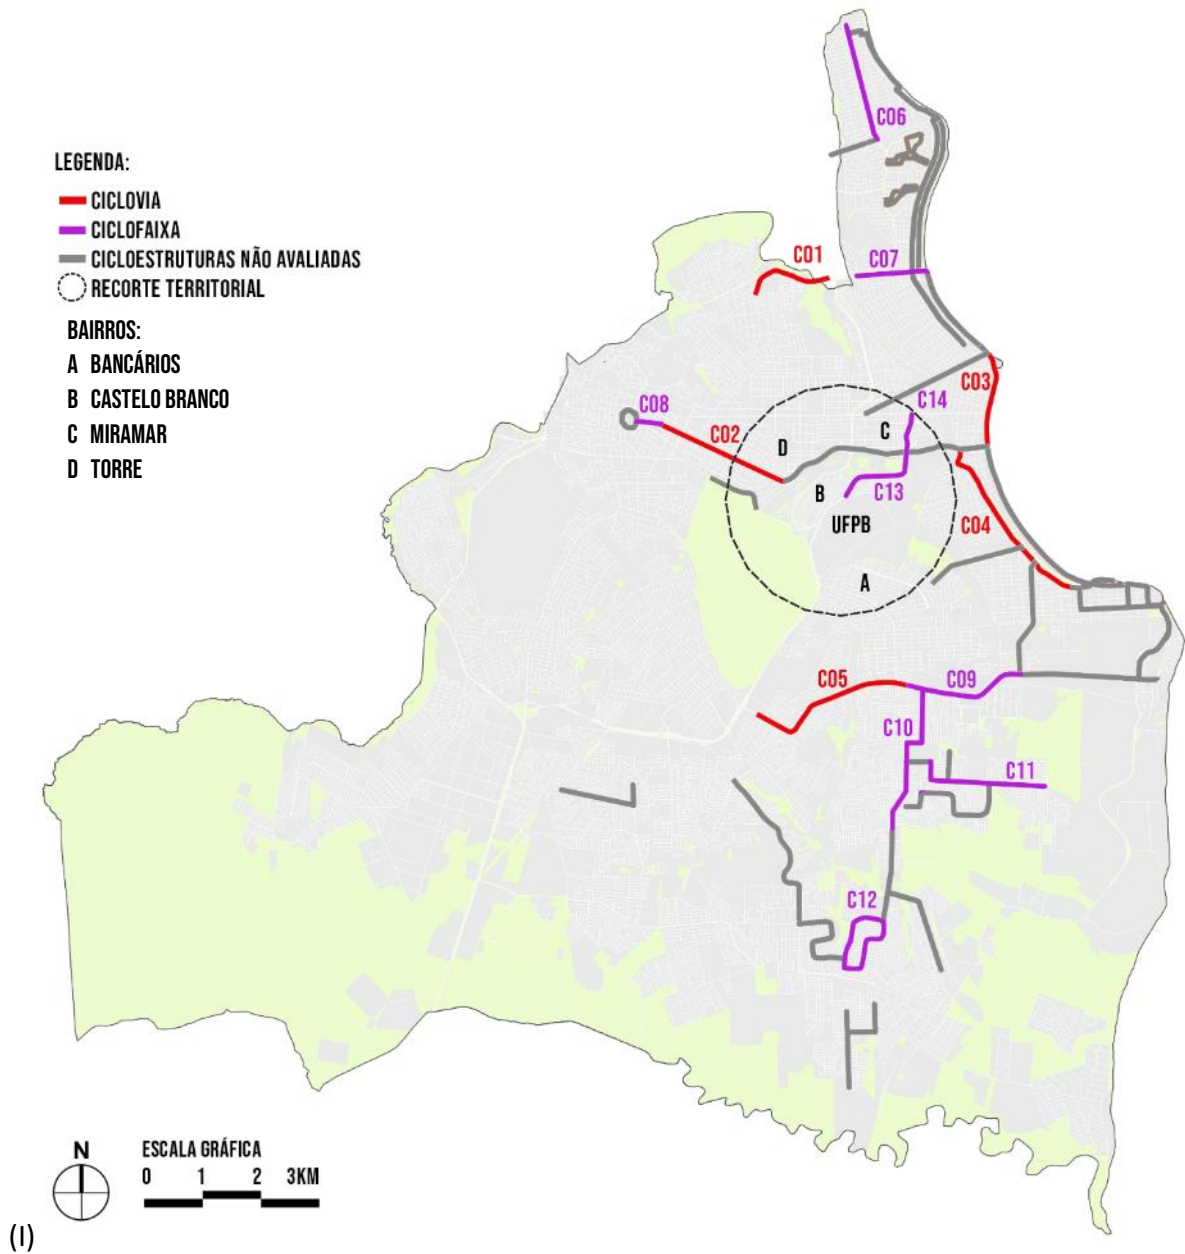 C06
LEGENDA:
CICLOVIA
CICLOFAIXA
CICLOESTRUTURAS NÃO AVALIADAS
RECORTE TERRITORIAL
C01
C07
BAIRROS:
A BANCÁRIOS
B CASTELO BRANCO
C MIRAMAR
D TORRE
C03
C14
C08
C02
D
C
B
C13
UFPB
C04
A
C05
C09
C10
C11
C12
N
ESCALA GRÁFICA
0 1 2 3KM
(I)